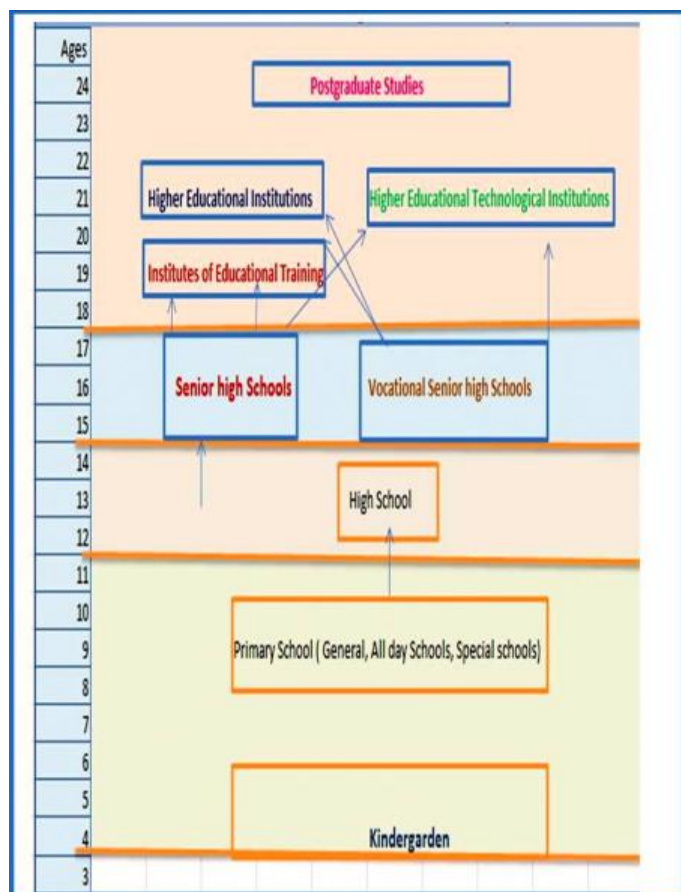 Ages
24
Postgraduate Studies
23
22
21
Higher Educational Institutions
Higher Educational Technological Institutions
20
19
Institutes of Educational Training
18
17
16
Senior high Schools
Vocational Senior high Schools
15
14
13
High School
12
11
10
9
Primary School ( General, All day Schools, Special schools)
8
7
6
5
4
Kindergarden
3